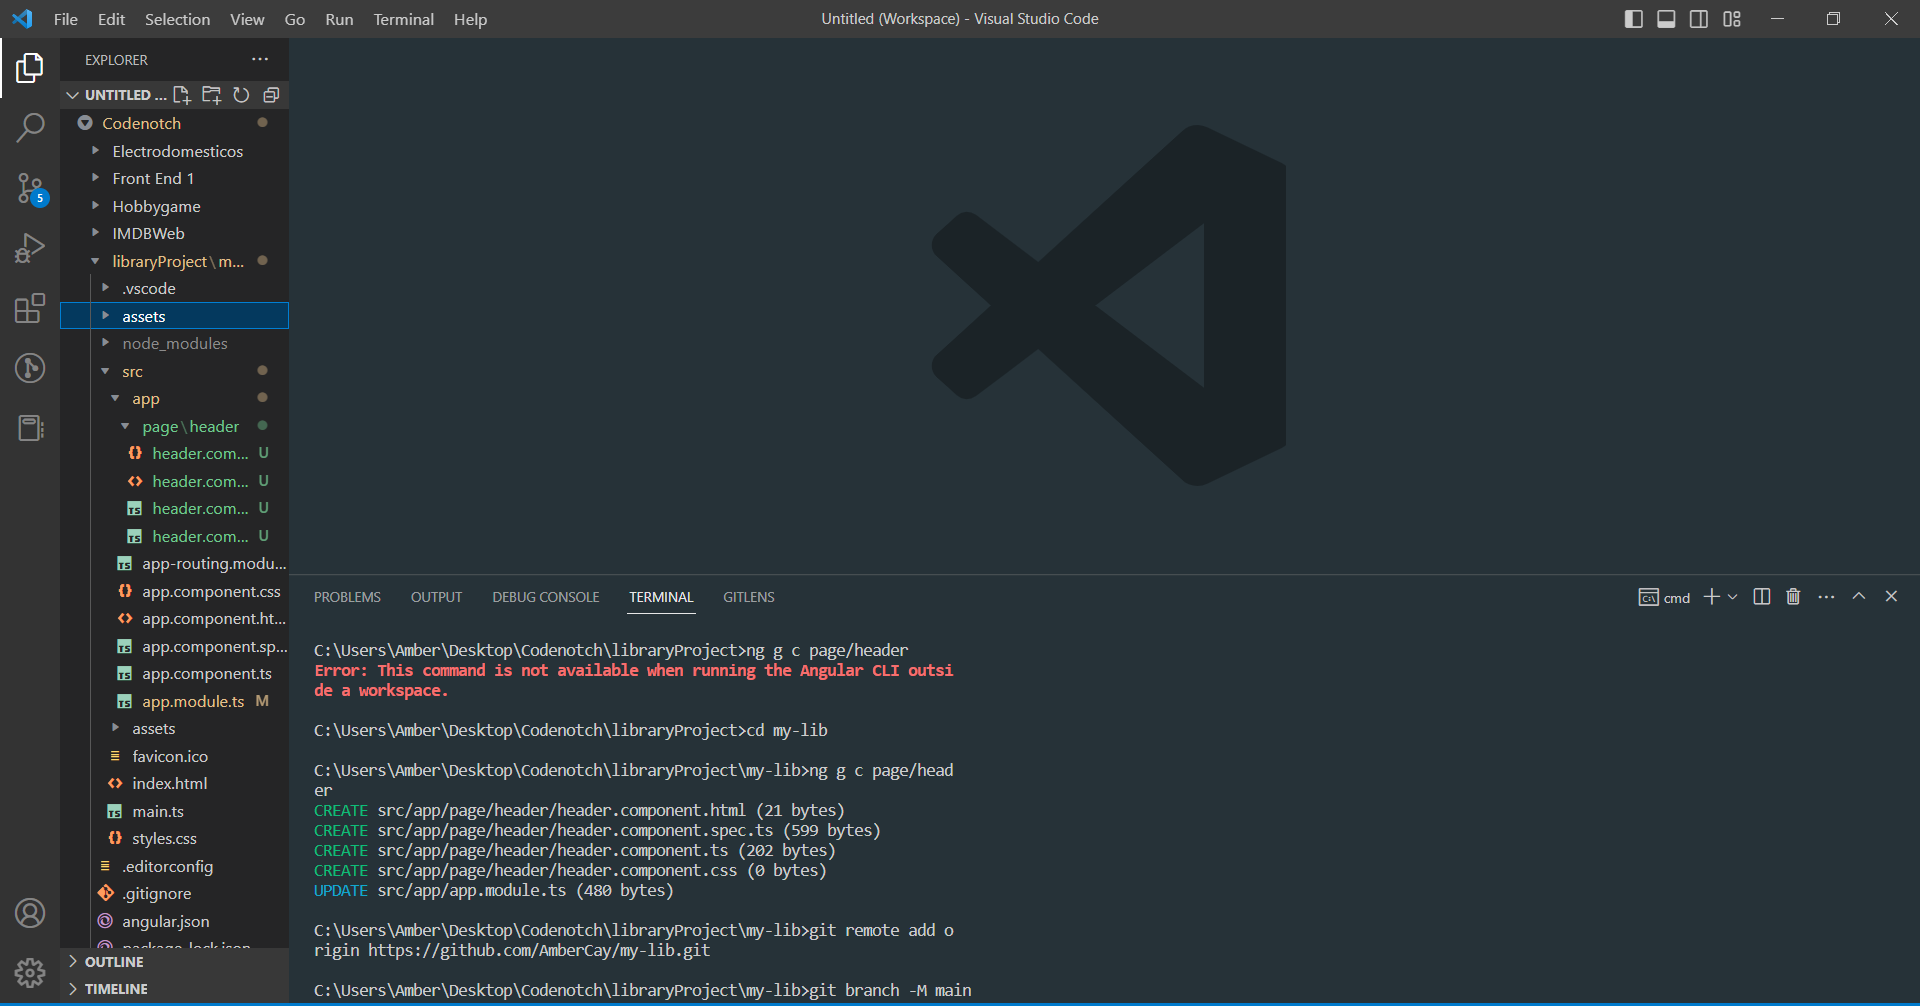 File Edit Selection View Go Run Terminal Help
Untitled (Workspace) - Visual Studio Code
EXPLORER
UNTITLED ...
Codenotch
Electrodomesticos
Front End 1
Hobbygame
5
IMDBWeb
libraryProject\m...
.vscode
assets
node_modules
src
app
page\header
header.com... U
header.com... U
header.com... U
header.com... U
app-routing.modu...
app.component.css
app.component.ht...
app.component.sp...
app.component.ts
app.module.ts M
assets
favicon.ico
index.html
main.ts
styles.css
.editorconfig
.gitignore
angular.json
package-lock.json
OUTLINE
TIMELINE
PROBLEMS OUTPUT DEBUG CONSOLE TERMINAL GITLENS
cmd
C:\Users\Amber\Desktop\Codenotch\libraryProject>ng g c page/header
Error: This command is not available when running the Angular CLI outsi
de a workspace.
C:\Users\Amber\Desktop\Codenotch\libraryProject>cd my-lib
C:\Users\Amber\Desktop\Codenotch\libraryProject\my-lib>ng g c page/head
er
CREATE src/app/page/header/header.component.html (21 bytes)
CREATE src/app/page/header/header.component.spec.ts (599 bytes)
CREATE src/app/page/header/header.component.ts (202 bytes)
CREATE src/app/page/header/header.component.css (0 bytes)
UPDATE src/app/app.module.ts (480 bytes)
C:\Users\Amber\Desktop\Codenotch\libraryProject\my-lib>git remote add o
rigin https://github.com/AmberCay/my-lib.git
C:\Users\Amber\Desktop\Codenotch\libraryProject\my-lib>git branch -M main